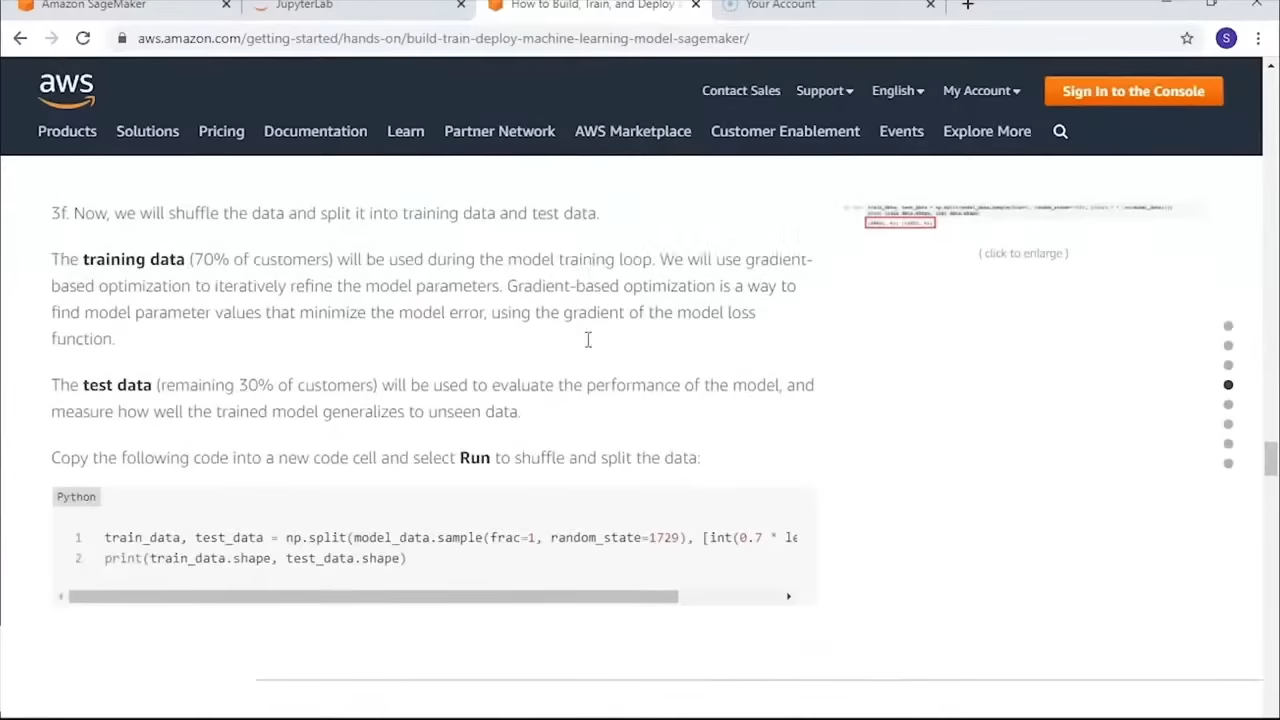 Amazon SageMaker
JupyterLab
How to Build, Train, and Deploy
Your Account
aws.amazon.com/getting-started/hands-on/build-train-deploy-machine-learning-model-sagemaker/
S
aws
Contact Sales Support English My Account Sign In to the Console
Products Solutions Pricing Documentation Learn Partner Network AWS Marketplace Customer Enablement Events Explore More
3f. Now, we will shuffle the data and split it into training data and test data.
( click to enlarge )
The training data (70% of customers) will be used during the model training loop. We will use gradient-
based optimization to iteratively refine the model parameters. Gradient-based optimization is a way to
find model parameter values that minimize the model error, using the gradient of the model loss
function.
The test data (remaining 30% of customers) will be used to evaluate the performance of the model, and
measure how well the trained model generalizes to unseen data.
Copy the following code into a new code cell and select Run to shuffle and split the data:
Python
1 train_data, test_data = np.split(model_data.sample(frac=1, random_state=1729), [int(0.7 * le
2 print(train_data.shape, test_data.shape)